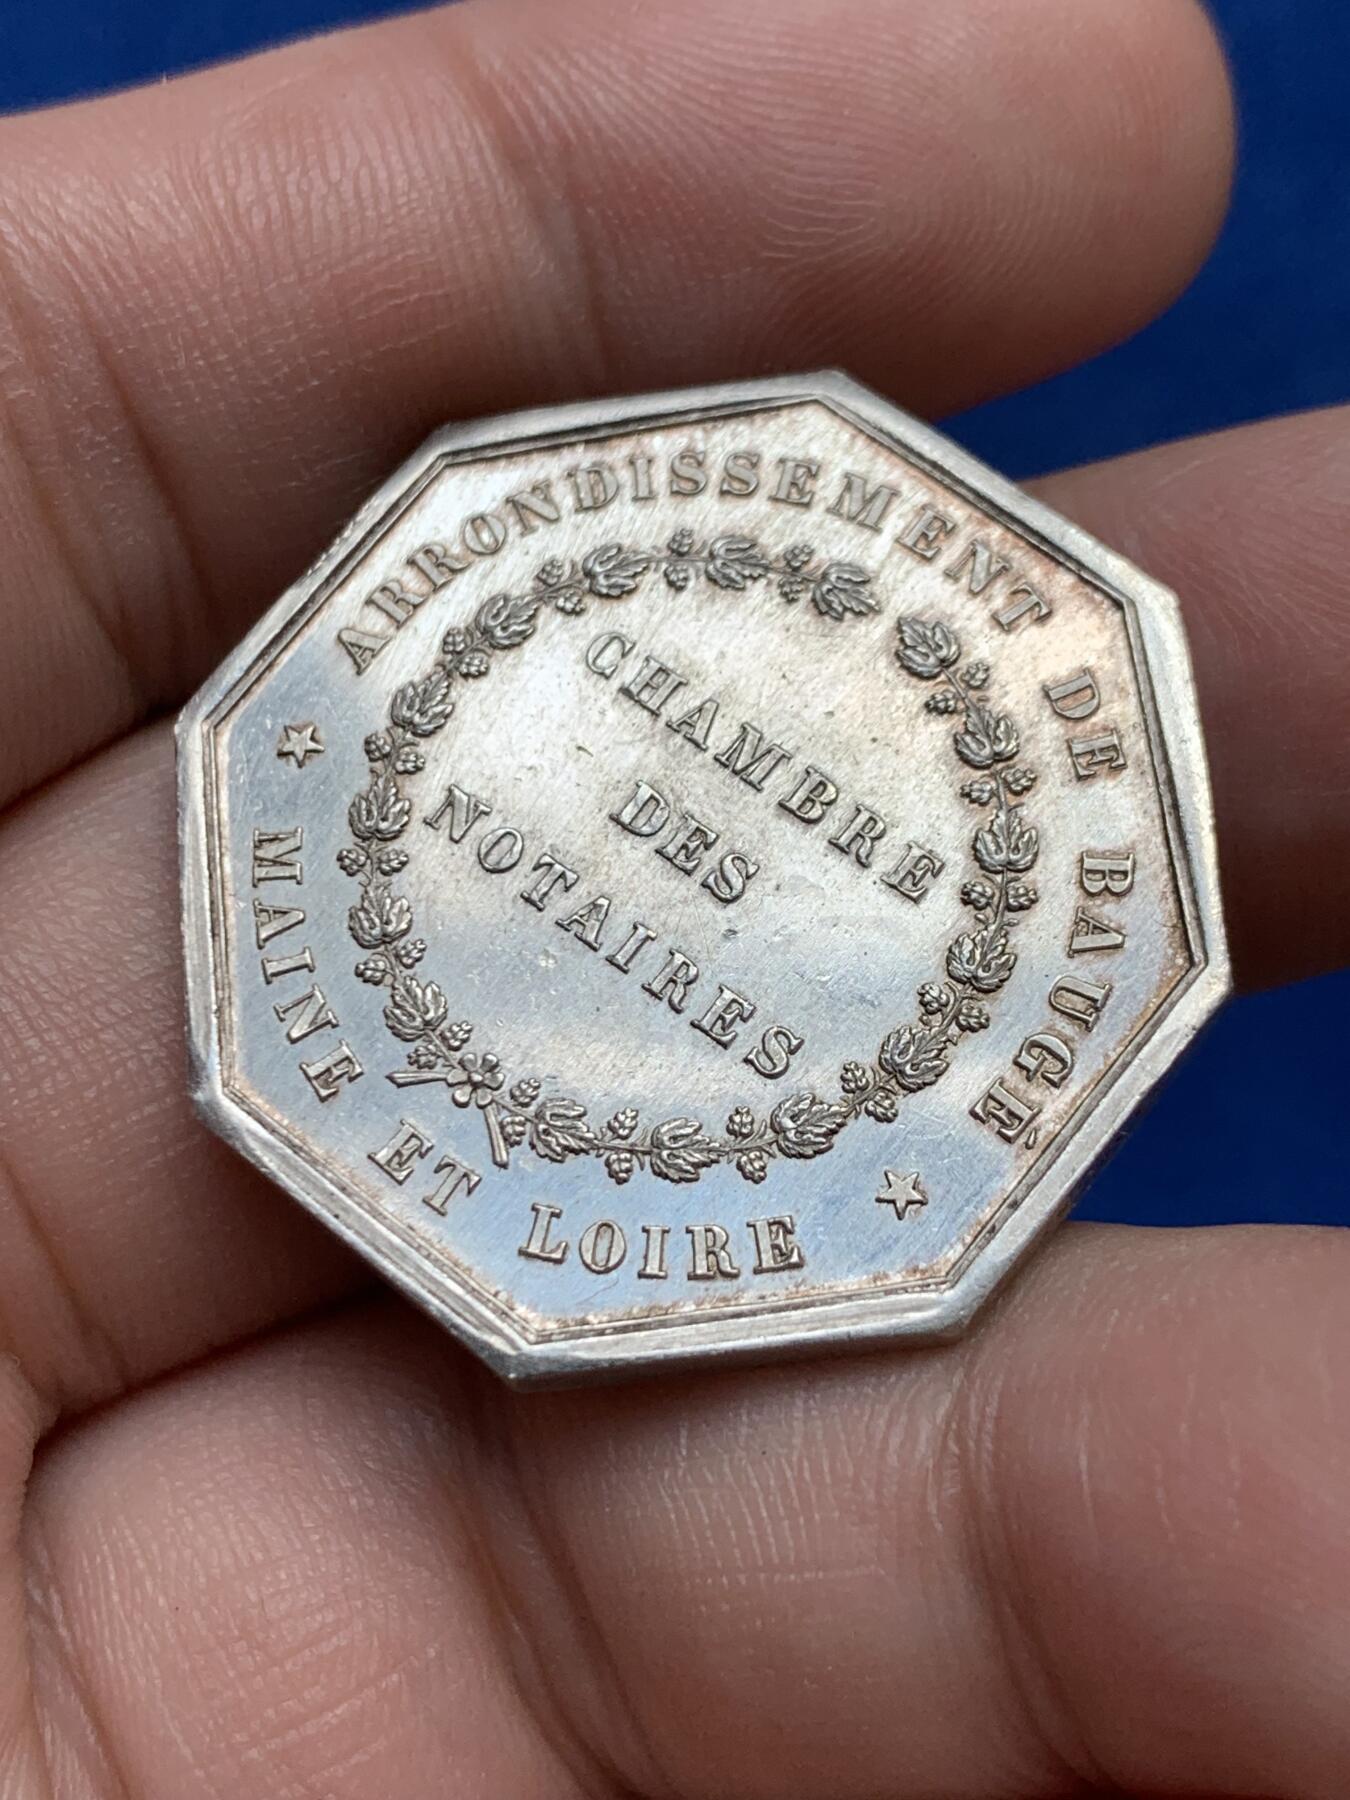 ARRONDISSEMENT DE BAUGÉ
CHAMBRE
DES
NOTAIRES
MAINE ET LOIRE